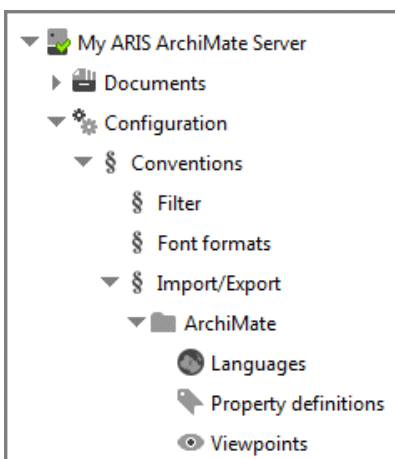 My ARIS ArchiMate Server
Documents
Configuration
§ Conventions
§ Filter
§ Font formats
§ Import/Export
ArchiMate
Languages
Property definitions
Viewpoints